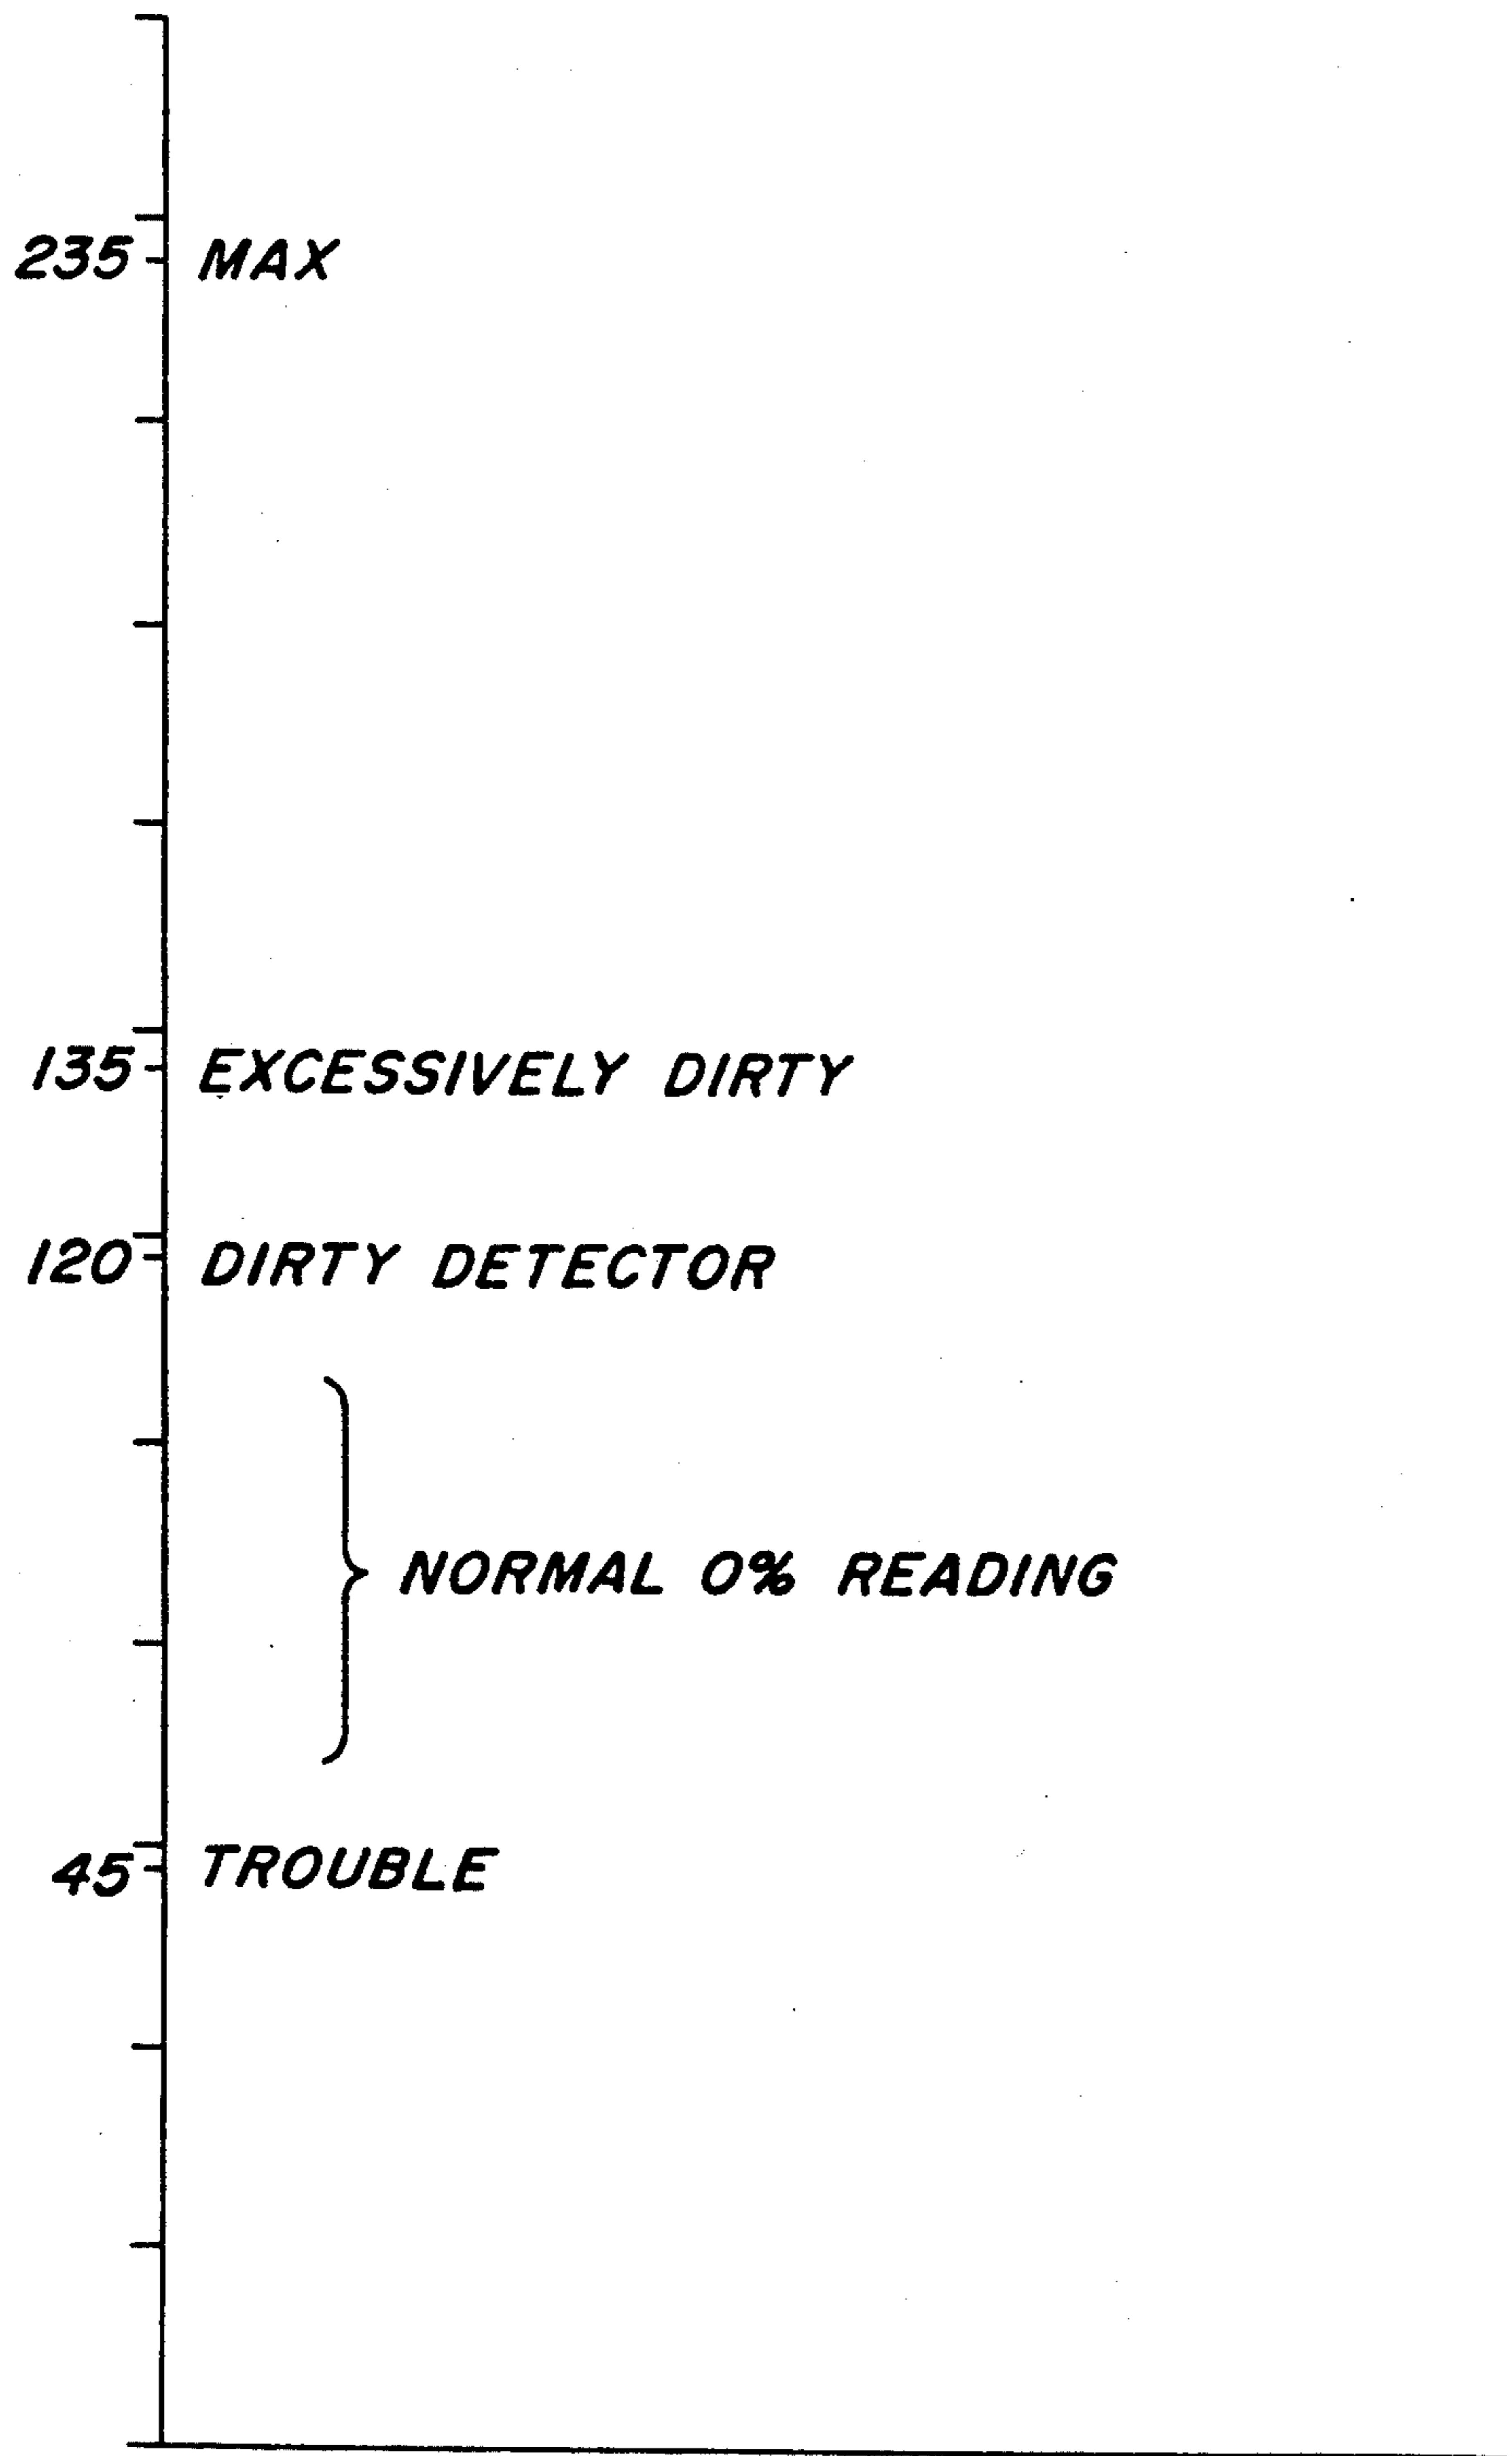 235 MAX
135 EXCESSIVELY DIRTY
120 DIRTY DETECTOR
NORMAL 0% READING
45 TROUBLE